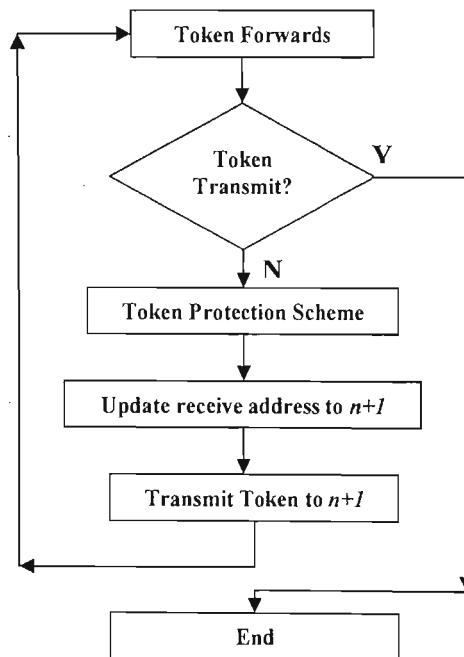 Token Forwards
Token
Transmit?
Y
N
Token Protection Scheme
Update receive address to n+1
Transmit Token to n+1
End